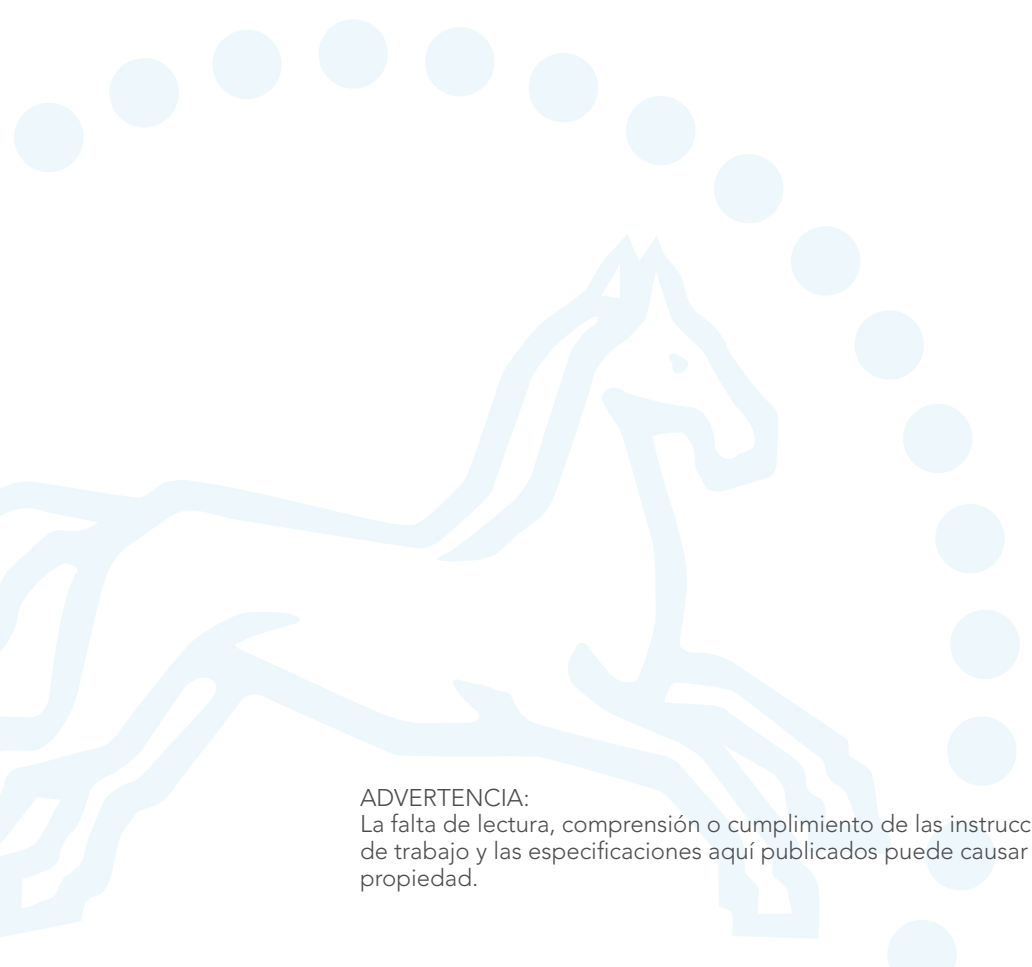 ADVERTENCIA:
La falta de lectura, comprensión o cumplimiento de las
de trabajo y las especificaciones aquí publicados puede causar
propiedad.